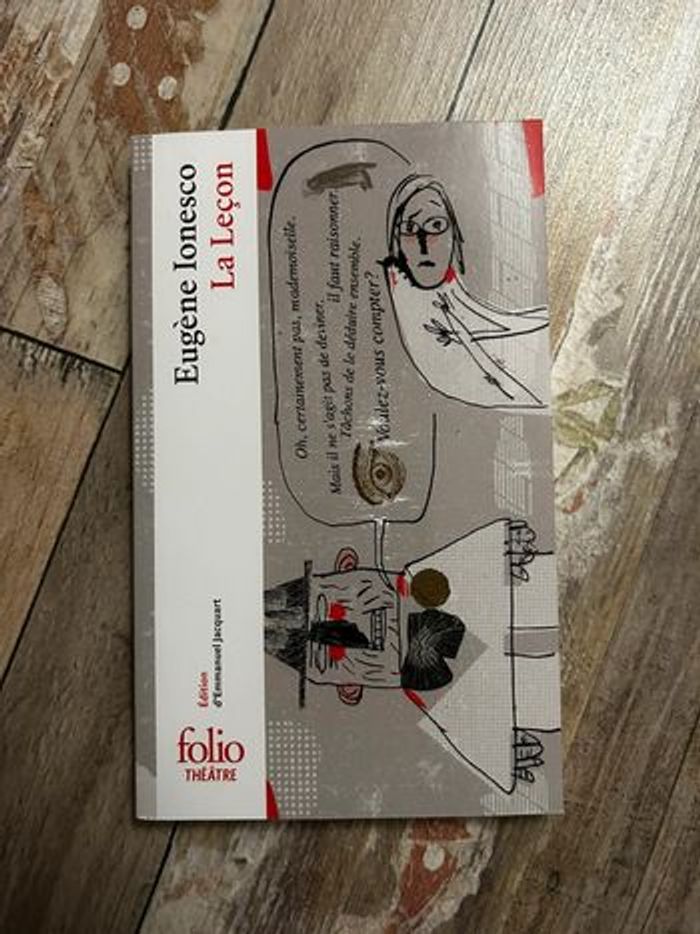 Eugène Ionesco
La Leçon
Édition
d'Emmanuel Jacquart
folio
THÉÂTRE
Oh, certainement pas, mademoiselle.
Mais il ne s'agit pas de deviner,
il faut raisonner.
Tâchons de le déduire ensemble.
Voulez-vous compter?